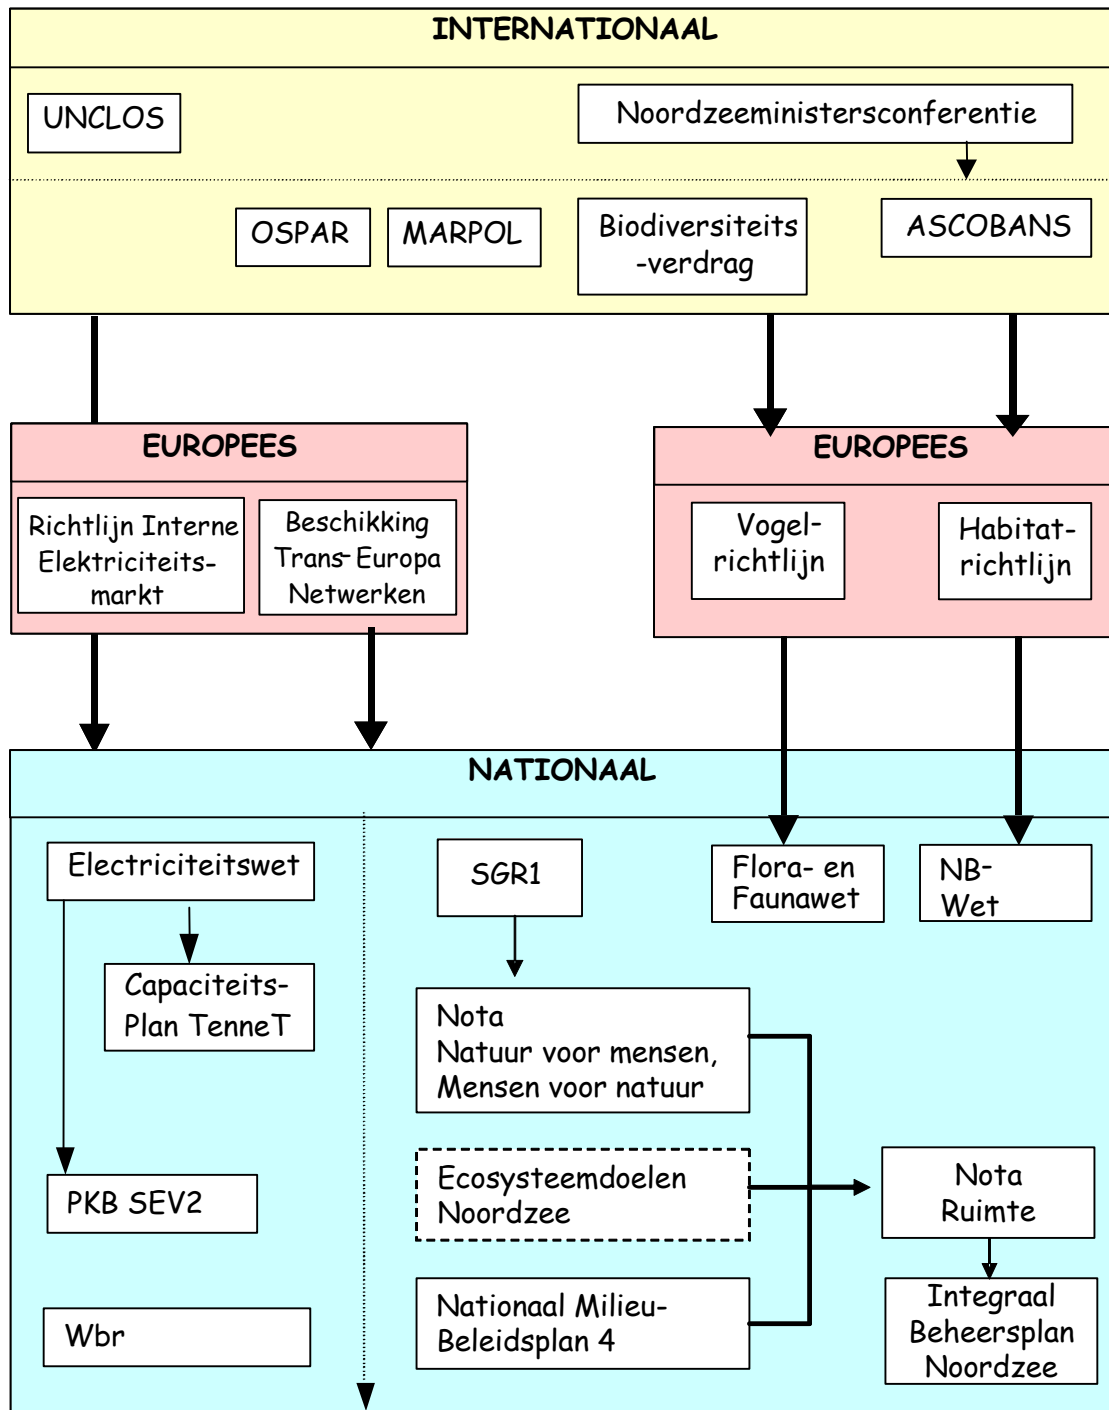 INTERNATIONAAL
UNCLOS
Noordzeeministersconferentie
OSPAR
MARPOL
Biodiversiteits
-verdrag
ASCOBANS
EUROPEES
Richtlijn Interne
Elektriciteits-
markt
Beschikking
Trans-Europa
Netwerken
EUROPEES
Vogel-
richtlijn
Habitat-
richtlijn
NATIONAAL
Electriciteitswet
Capaciteits-
Plan TenneT
PKB SEV2
Wbr
SGR1
Flora- en
Faunawet
NB-
Wet
Nota
Natuur voor mensen,
Mensen voor natuur
Ecosysteemdoelen
Noordzee
Nationaal Milieu-
Beleidsplan 4
Nota
Ruimte
Integraal
Beheersplan
Noordzee